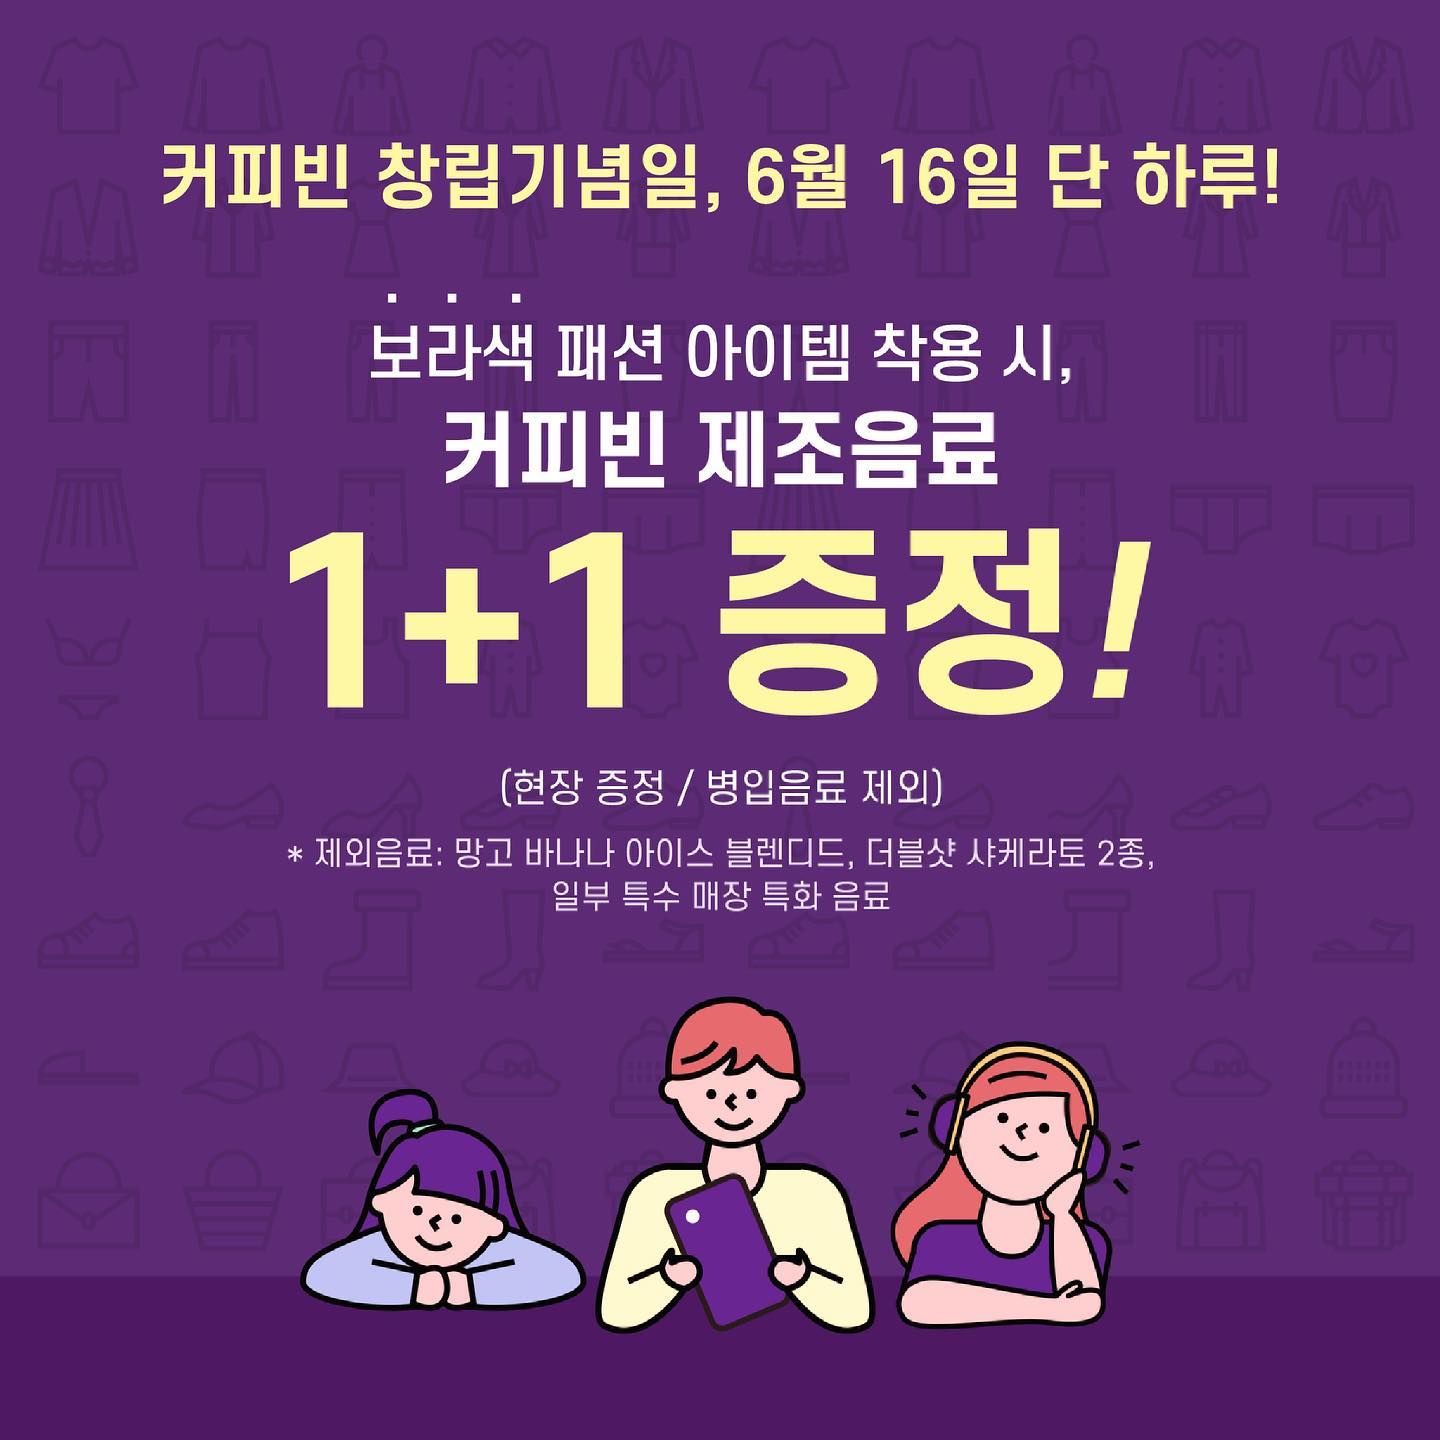 커피빈 창립기념일, 6월 16일 단 하루!
보라색 패션 아이템 착용 시,
커피빈 제조음료
1+1 증정!
(현장 증정 / 병입음료 제외)
* 제외음료: 망고 바나나 아이스 블렌디드, 더블샷 샤케라토 2종,
일부 특수 매장 특화 음료